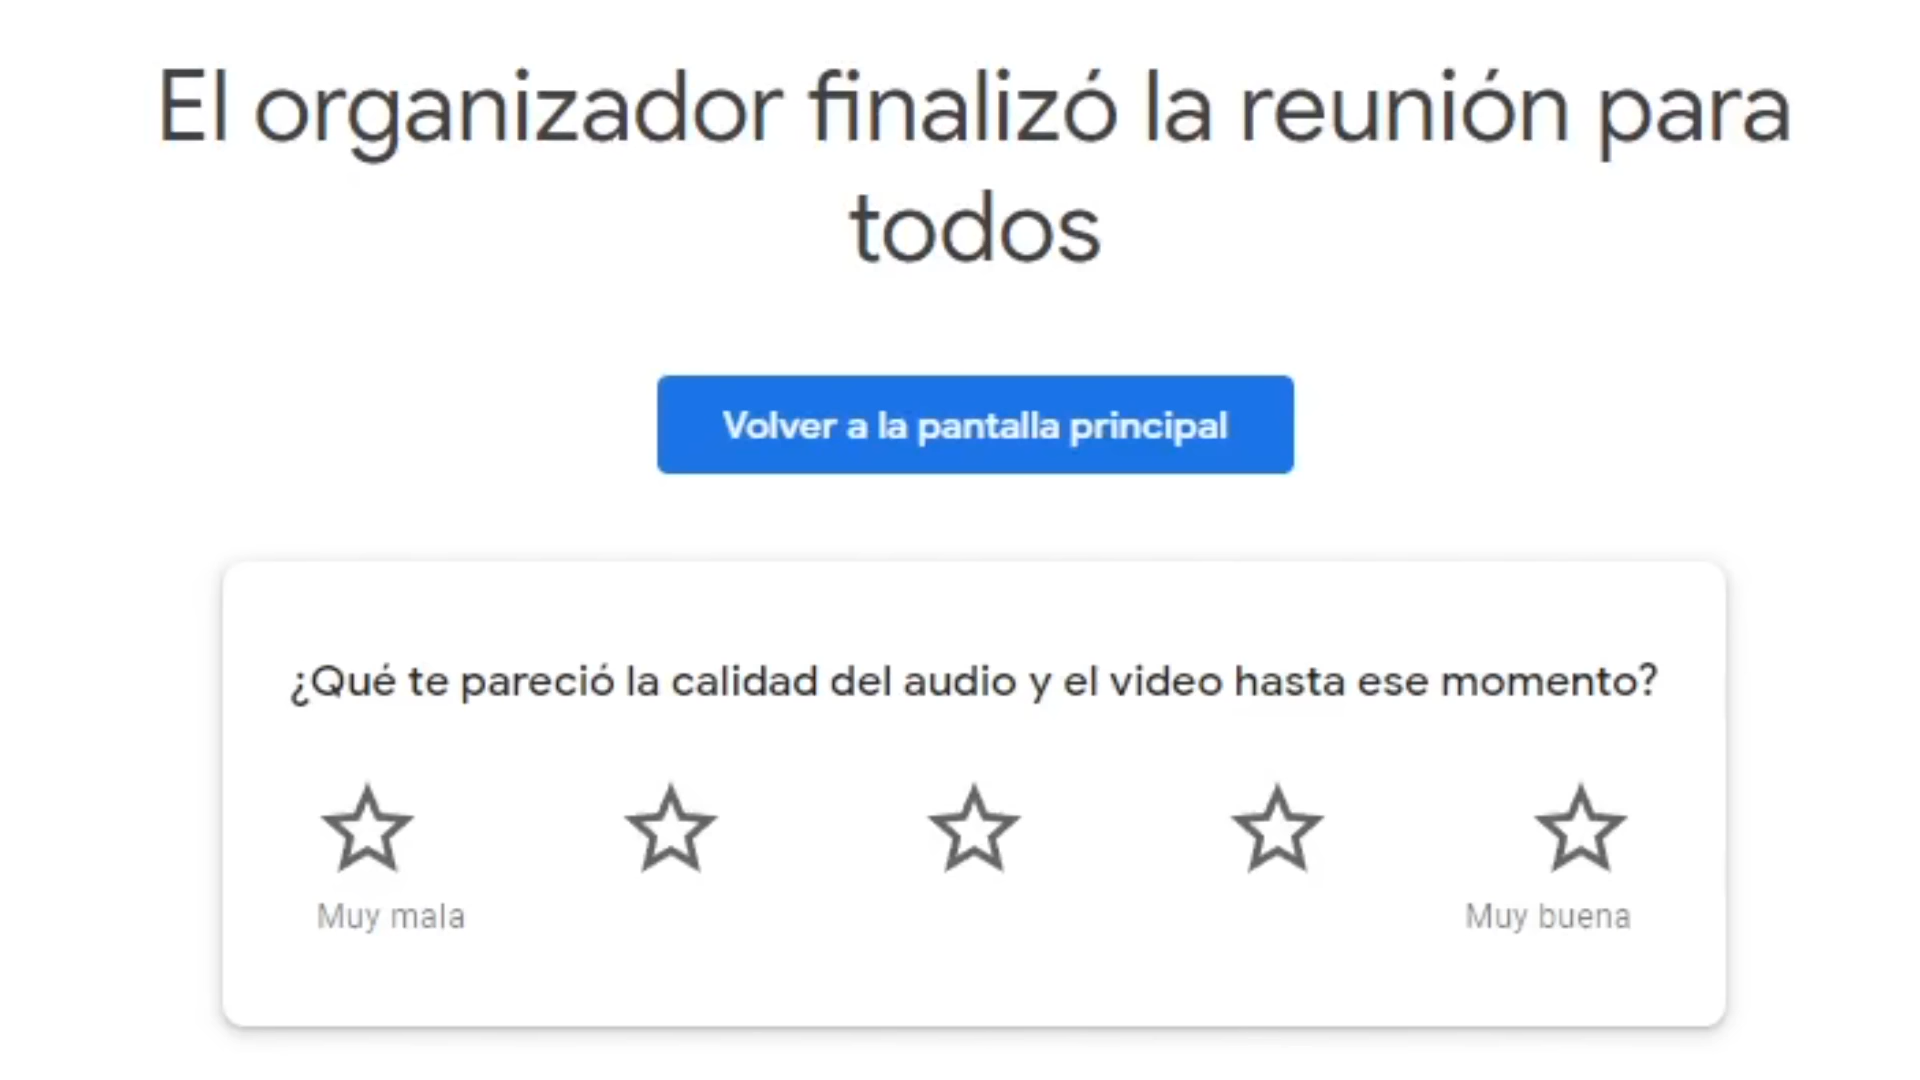 El organizador finalizó la reunión para
todos
Volver a la pantalla principal
¿Qué te pareció la calidad del audio y el video hasta ese momento?
Muy mala
Muy buena